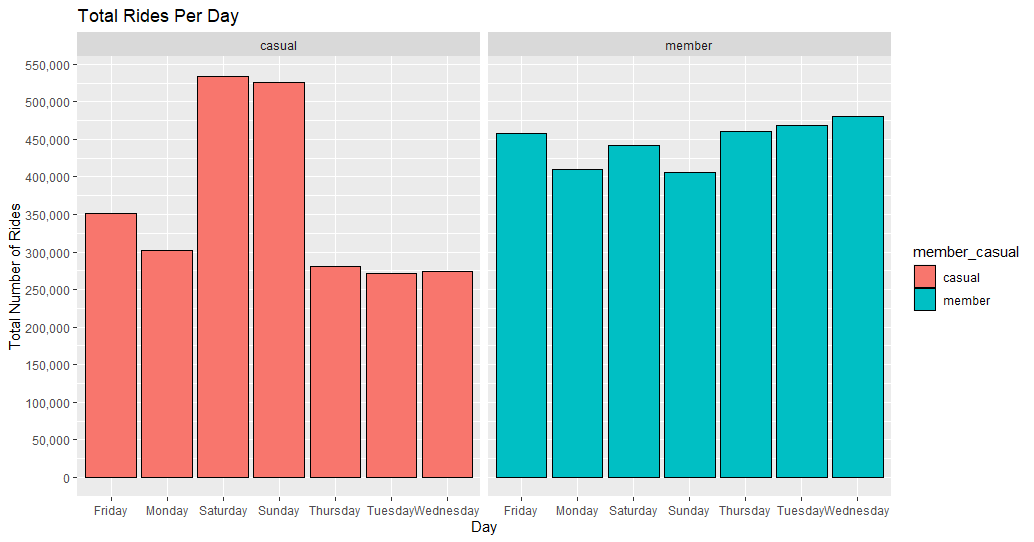 Total Rides Per Day
casual
member
550,000
500,000
450,000
400,000
350,000
300,000
250,000
200,000
150,000
100,000
50,000
0
Total Number of Rides
Friday Monday Saturday Sunday Thursday Tuesday Wednesday
Friday Monday Saturday Sunday Thursday Tuesday Wednesday
Day
member_casual
casual
member